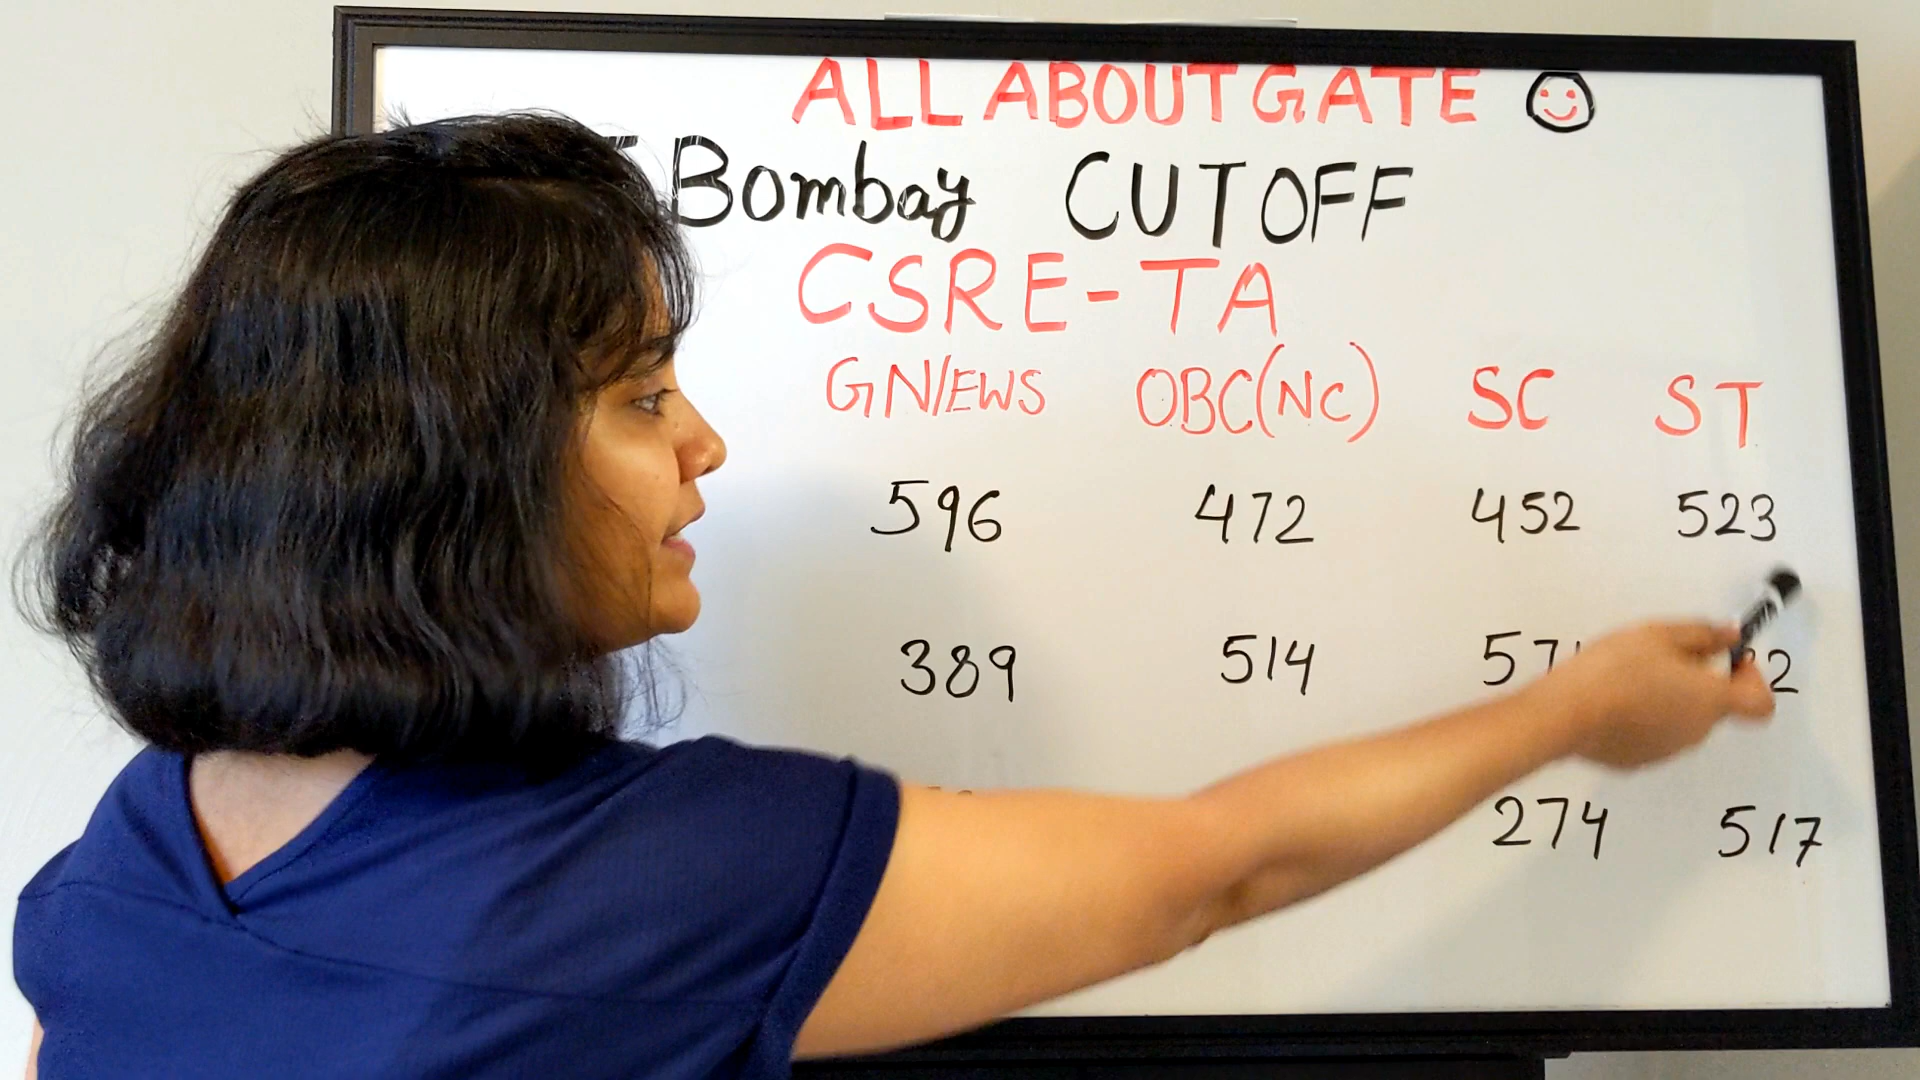 ALL ABOUT GATE
Bombay CUTOFF
CSRE-TA
GN/EWS OBC(NC) SC ST
596 472 452 523
389 514
274 517